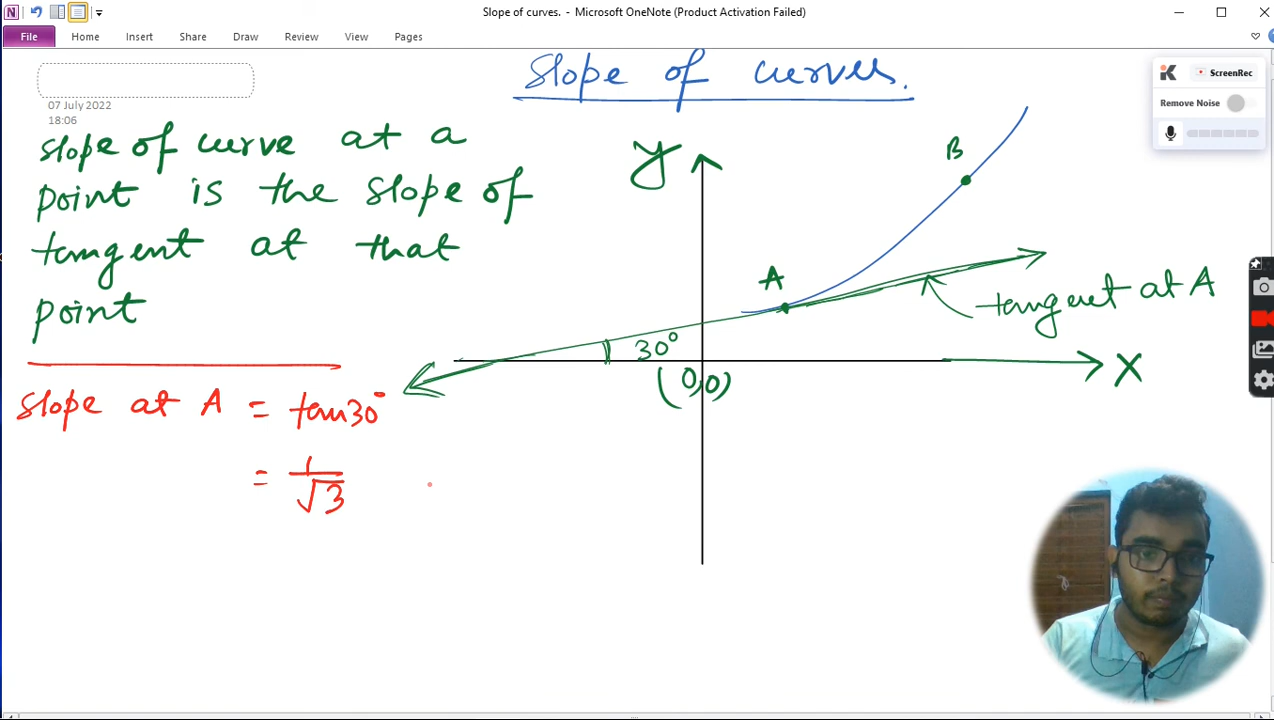 Slope of curves. - Microsoft OneNote (Product Activation Failed)
File Home Insert Share Draw Review View Pages
Slope of curves.
ScreenRec
Remove Noise
07 July 2022
18:06
slope of curve at a
point is the slope of
tangent at that
point
Y
B
A
tangent at A
30°
(0,0)
X
Slope at A = tan30°
= 1/√3